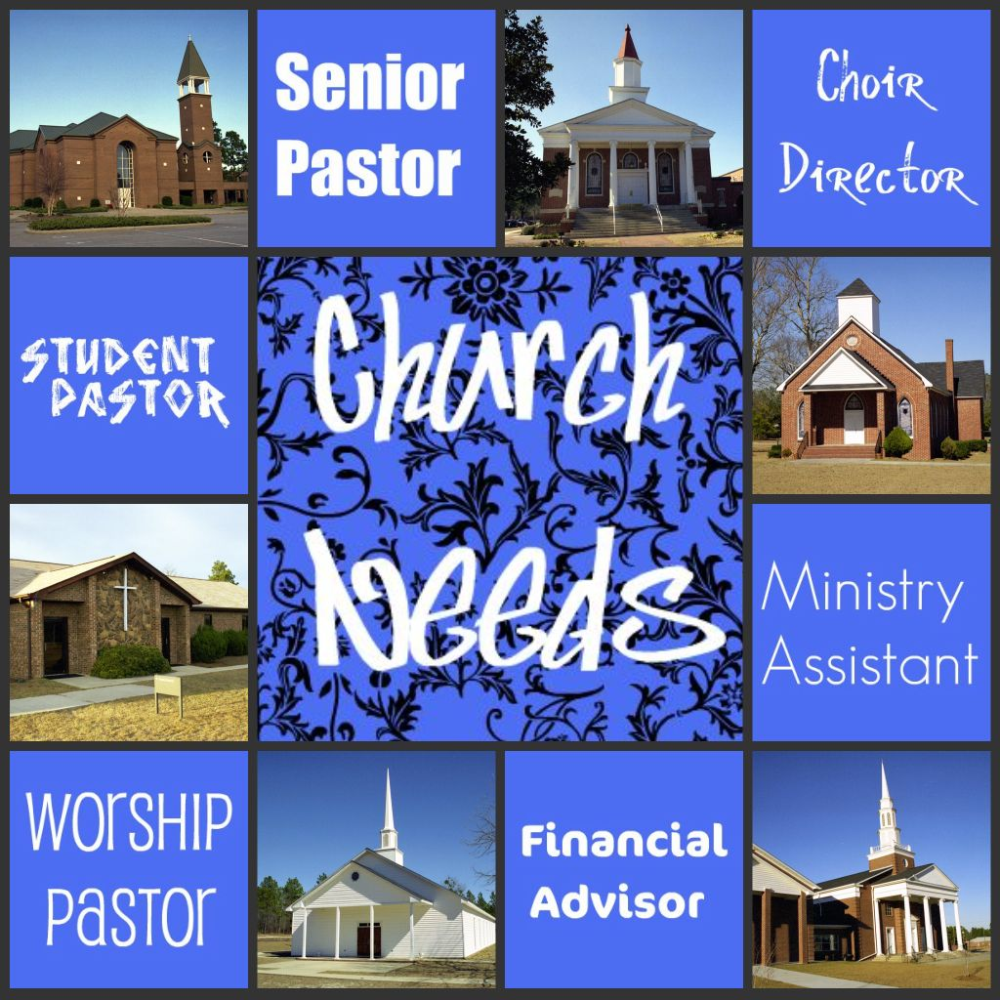 Senior
Pastor
Choir
Director
STUDENT
PASTOR
Church
Needs
Ministry
Assistant
Worship
Pastor
Financial
Advisor